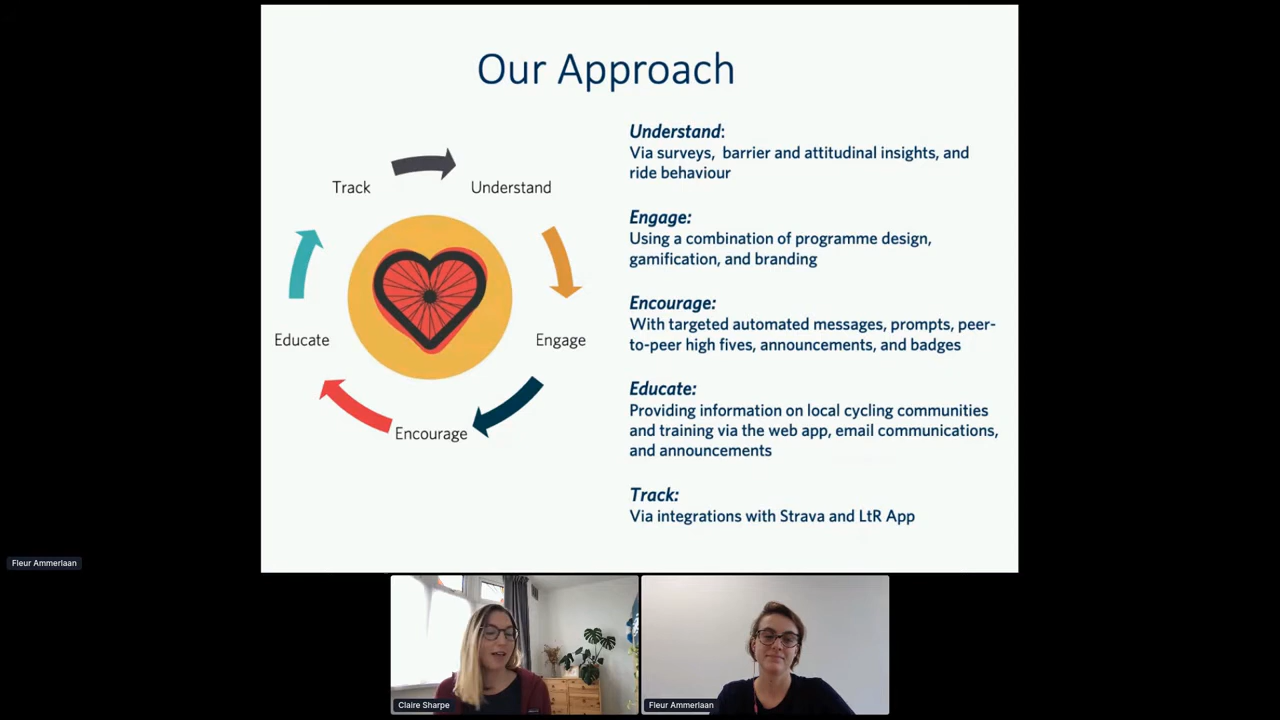 Our Approach
Track
Understand
Educate
Engage
Encourage
Understand:
Via surveys, barrier and attitudinal insights, and
ride behaviour
Engage:
Using a combination of programme design,
gamification, and branding
Encourage:
With targeted automated messages, prompts, peer-
to-peer high fives, announcements, and badges
Educate:
Providing information on local cycling communities
and training via the web app, email communications,
and announcements
Track:
Via integrations with Strava and LtR App
Fleur Ammerlaan
Claire Sharpe
Fleur Ammerlaan